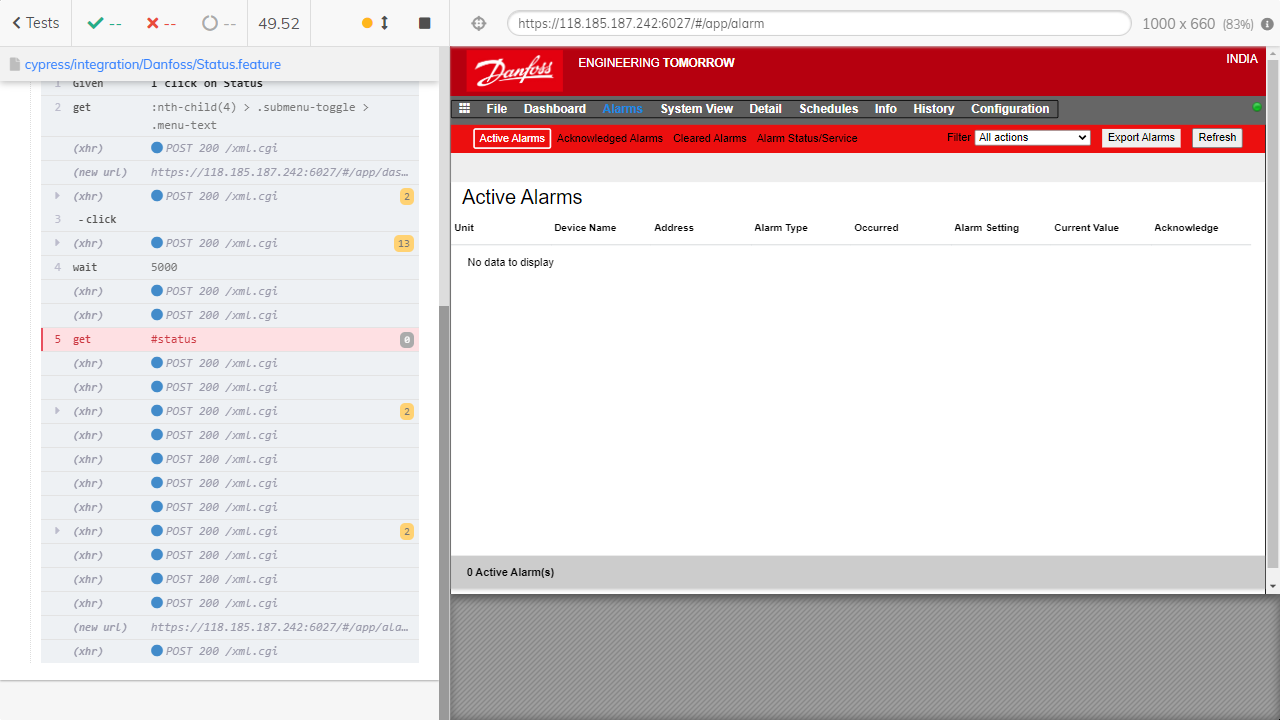 Tests
--
--
--
49.52
https://118.185.187.242:6027/#/app/alarm
1000 x 660 (83%)
cypress/integration/Danfoss/Status.feature
1 Given I click on Status
2 get :nth-child(4) > .submenu-toggle >
.menu-text
(xhr) POST 200 /xml.cgi
(new url) https://118.185.187.242:6027/#/app/das…
(xhr) POST 200 /xml.cgi 2
3 -click
(xhr) POST 200 /xml.cgi 13
4 wait 5000
(xhr) POST 200 /xml.cgi
(xhr) POST 200 /xml.cgi
5 get #status 0
(xhr) POST 200 /xml.cgi
(xhr) POST 200 /xml.cgi
(xhr) POST 200 /xml.cgi 2
(xhr) POST 200 /xml.cgi
(xhr) POST 200 /xml.cgi
(xhr) POST 200 /xml.cgi
(xhr) POST 200 /xml.cgi
(xhr) POST 200 /xml.cgi 2
(xhr) POST 200 /xml.cgi
(xhr) POST 200 /xml.cgi
(xhr) POST 200 /xml.cgi
(new url) https://118.185.187.242:6027/#/app/ala…
(xhr) POST 200 /xml.cgi
Danfoss
ENGINEERING TOMORROW
INDIA
File Dashboard Alarms System View Detail Schedules Info History Configuration
Active Alarms Acknowledged Alarms Cleared Alarms Alarm Status/Service Filter All actions Export Alarms Refresh
Active Alarms
Unit Device Name Address Alarm Type Occurred Alarm Setting Current Value Acknowledge
No data to display
0 Active Alarm(s)